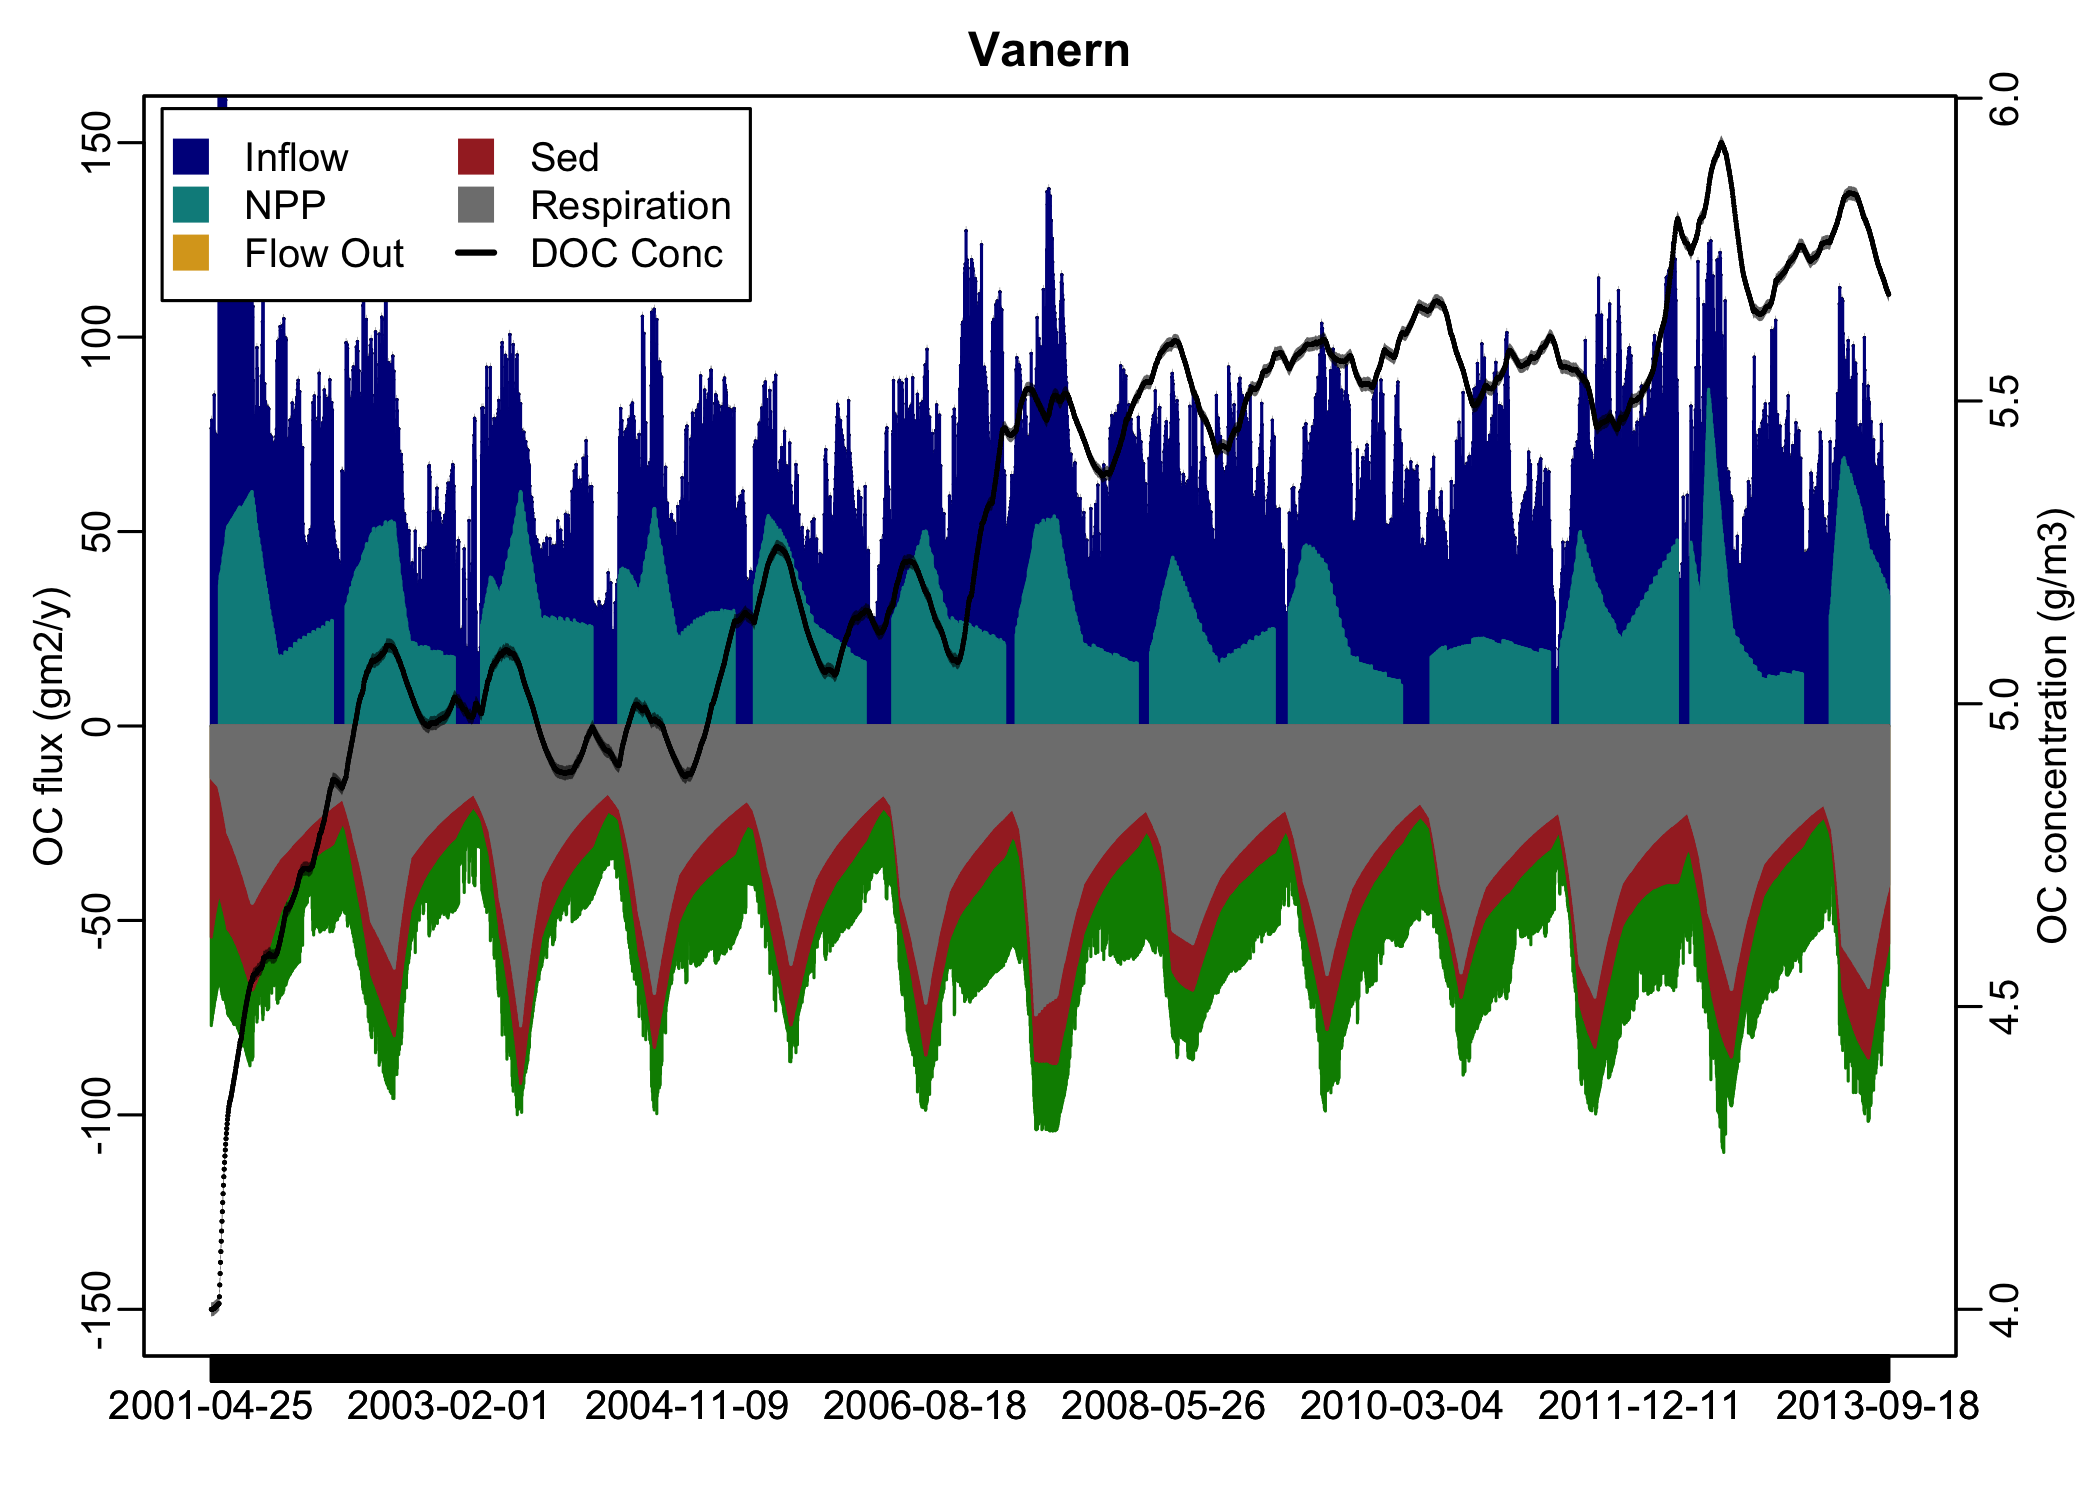 Vanern
Inflow
NPP
Flow Out
Sed
Respiration
DOC Conc
OC flux (gm2/y)
150
100
50
0
-50
-100
-150
OC concentration (g/m3)
6.0
5.5
5.0
4.5
4.0
2001-04-25 2003-02-01 2004-11-09 2006-08-18 2008-05-26 2010-03-04 2011-12-11 2013-09-18